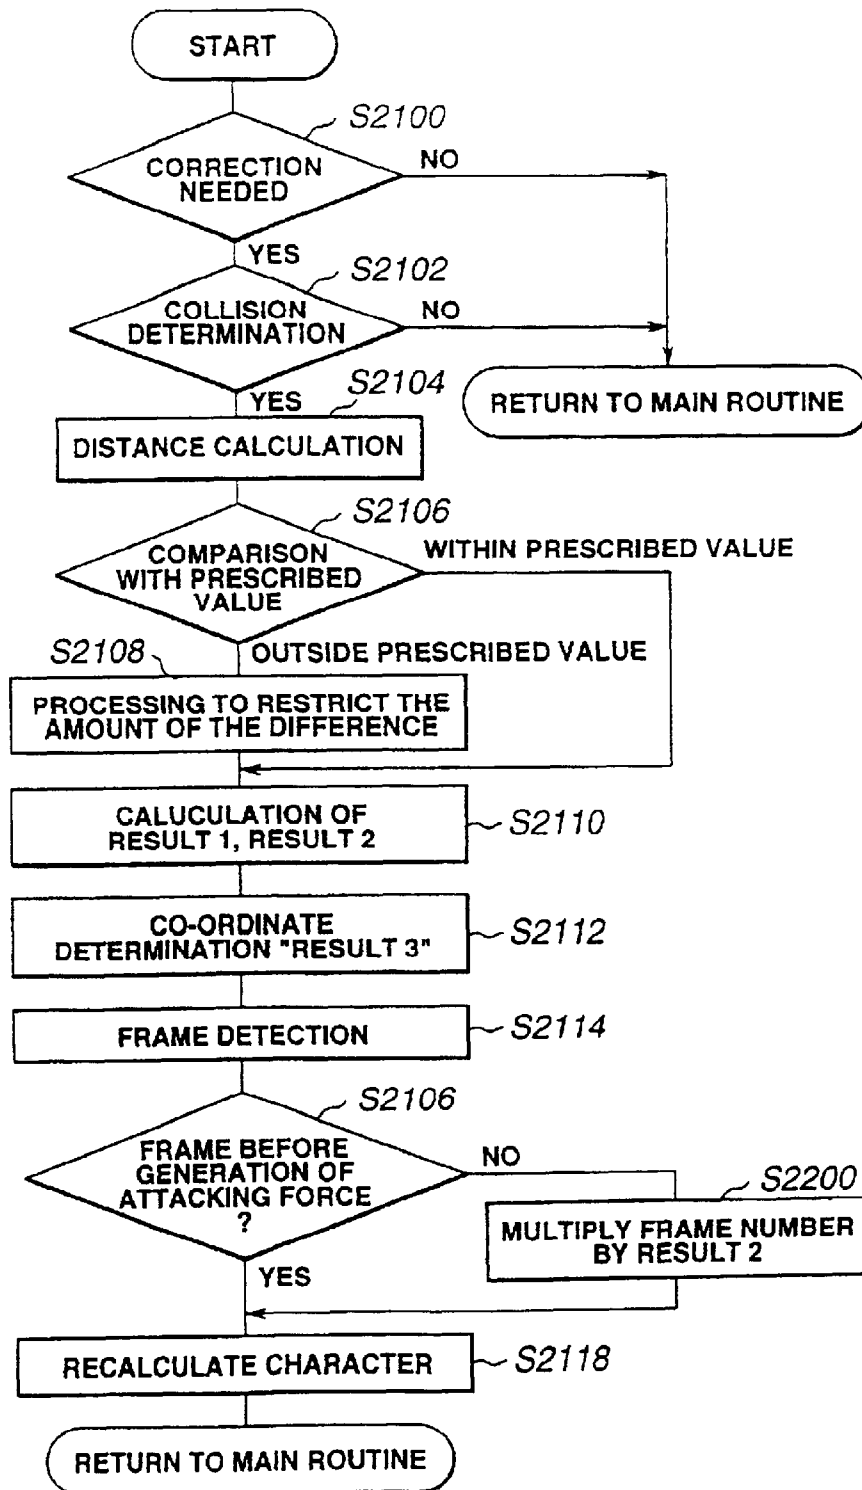 START
S2100
CORRECTION
NEEDED
NO
YES
S2102
COLLISION
DETERMINATION
NO
YES
S2104
RETURN TO MAIN ROUTINE
DISTANCE CALCULATION
S2106
COMPARISON
WITH PRESCRIBED
VALUE
WITHIN PRESCRIBED VALUE
S2108
OUTSIDE PRESCRIBED VALUE
PROCESSING TO RESTRICT THE
AMOUNT OF THE DIFFERENCE
CALUCULATION OF
RESULT 1, RESULT 2
S2110
CO-ORDINATE
DETERMINATION "RESULT 3"
S2112
FRAME DETECTION
S2114
S2106
FRAME BEFORE
GENERATION OF
ATTACKING FORCE
?
NO
S2200
MULTIPLY FRAME NUMBER
BY RESULT 2
YES
RECALCULATE CHARACTER
S2118
RETURN TO MAIN ROUTINE